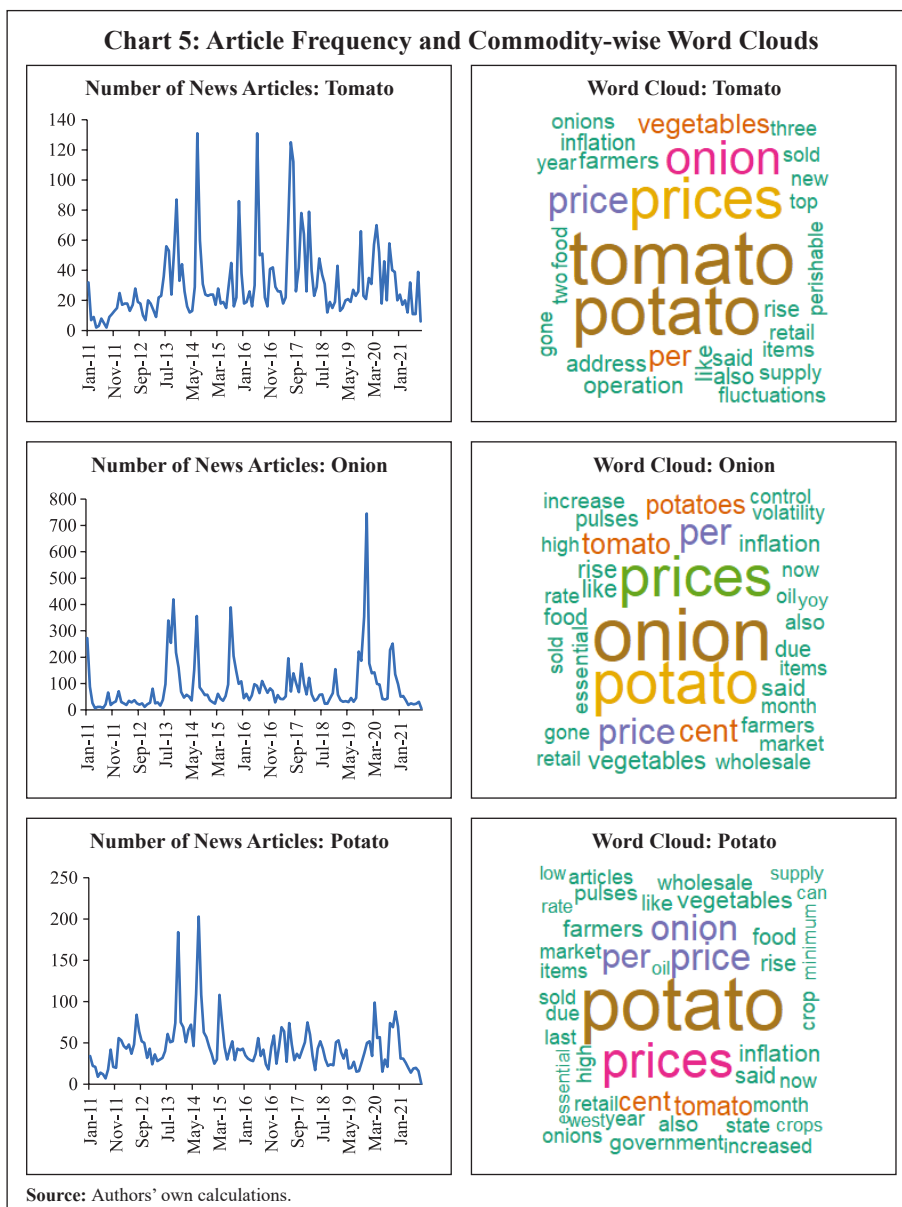 Chart 5: Article Frequency and Commodity-wise Word Clouds
Number of News Articles: Tomato
140
120
100
80
60
40
20
0
Jan-11
Nov-11
Sep-12
Jul-13
May-14
Mar-15
Jan-16
Nov-16
Sep-17
Jul-18
May-19
Mar-20
Jan-21
Word Cloud: Tomato
onions vegetables three
inflation onion sold
year farmers
new
price prices top
two food tomato perishable
gone potato rise
retail
address per like said items
operation also supply
fluctuations
Number of News Articles: Onion
800
700
600
500
400
300
200
100
0
Jan-11
Nov-11
Sep-12
Jul-13
May-14
Mar-15
Jan-16
Nov-16
Sep-17
Jul-18
May-19
Mar-20
Jan-21
Word Cloud: Onion
increase potatoes control
pulses per volatility
high tomato inflation
rise prices now
rate like oil yoy
food onion also
sold essential due
potato items
said
month
gone price cent farmers
market
retail vegetables wholesale
Number of News Articles: Potato
250
200
150
100
50
0
Jan-11
Nov-11
Sep-12
Jul-13
May-14
Mar-15
Jan-16
Nov-16
Sep-17
Jul-18
May-19
Mar-20
Jan-21
Word Cloud: Potato
low articles wholesale supply
rate pulses like vegetables can
farmers onion food minimum
market per oil price rise
items
sold potato crop
due
last
essential high prices inflation
said now
retail cent tomato month
west year also state crops
onions government increased
Source: Authors' own calculations.